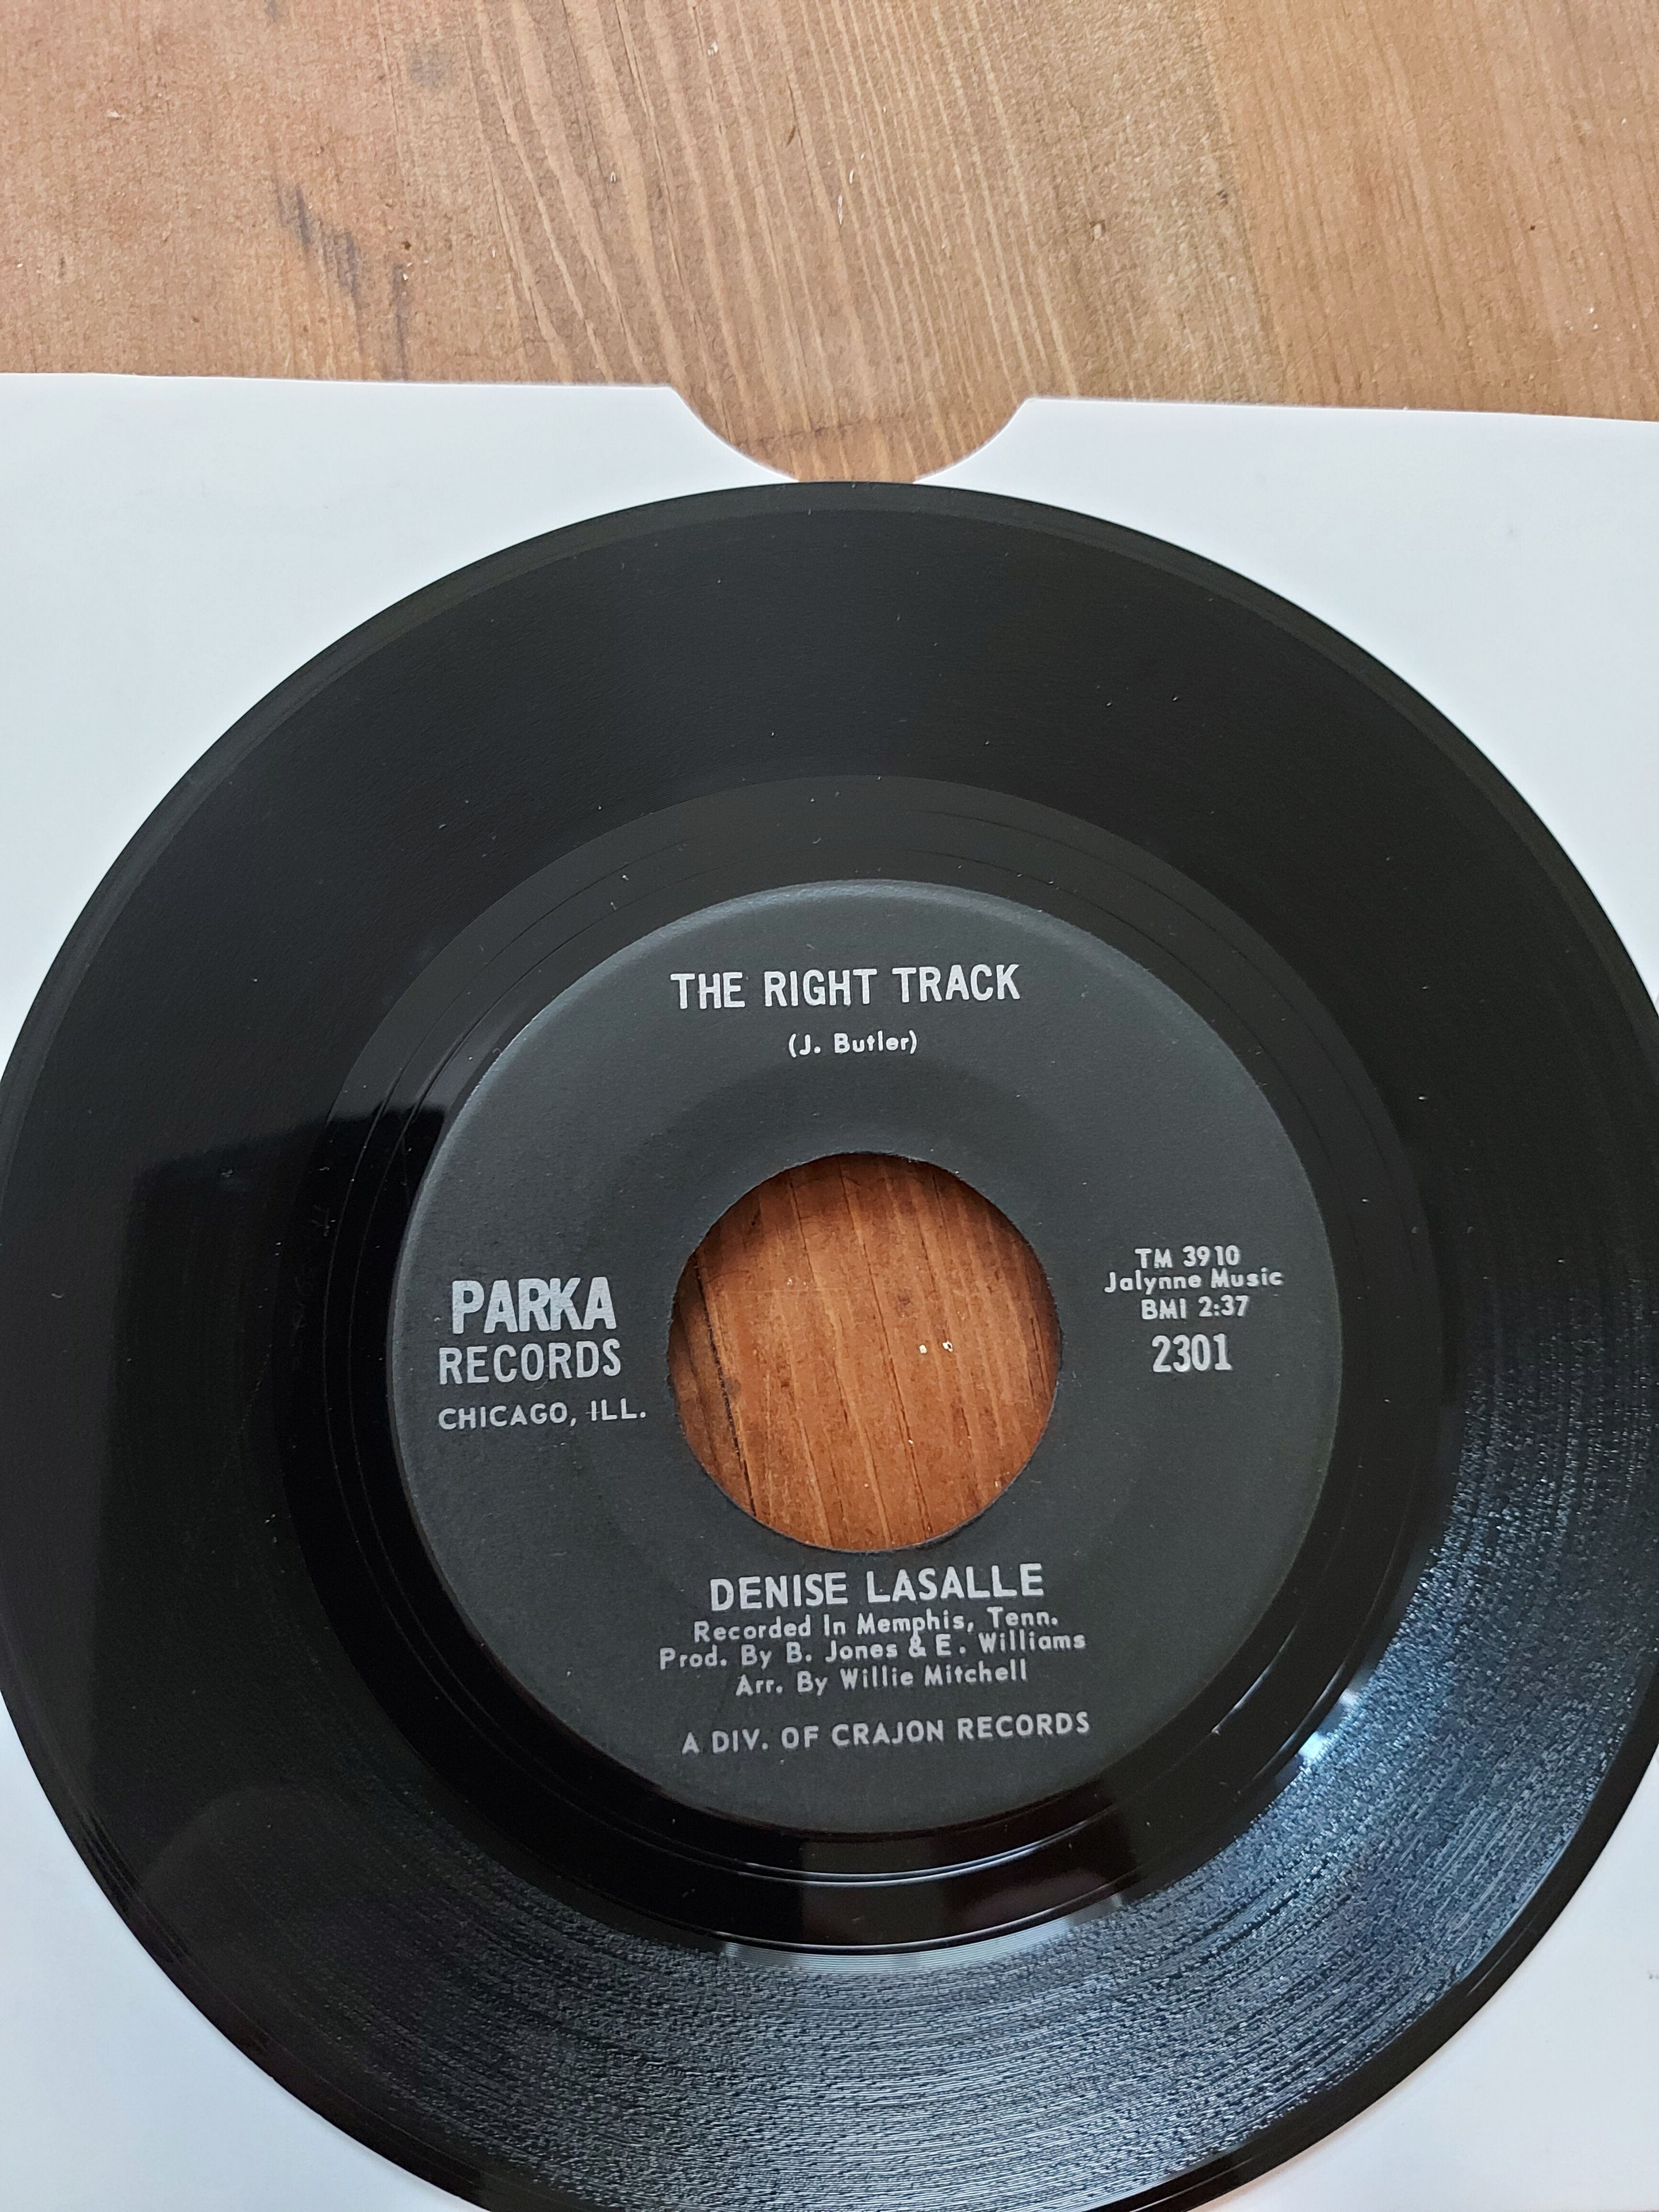 THE RIGHT TRACK
(J. Butler)
PARKA
RECORDS
CHICAGO, ILL.
TM 3910
Jalynne Music
BMI 2:37
2301
DENISE LASALLE
Recorded In Memphis, Tenn.
Prod. By B. Jones & E. Williams
Arr. By Willie Mitchell
A DIV. OF CRAJON RECORDS